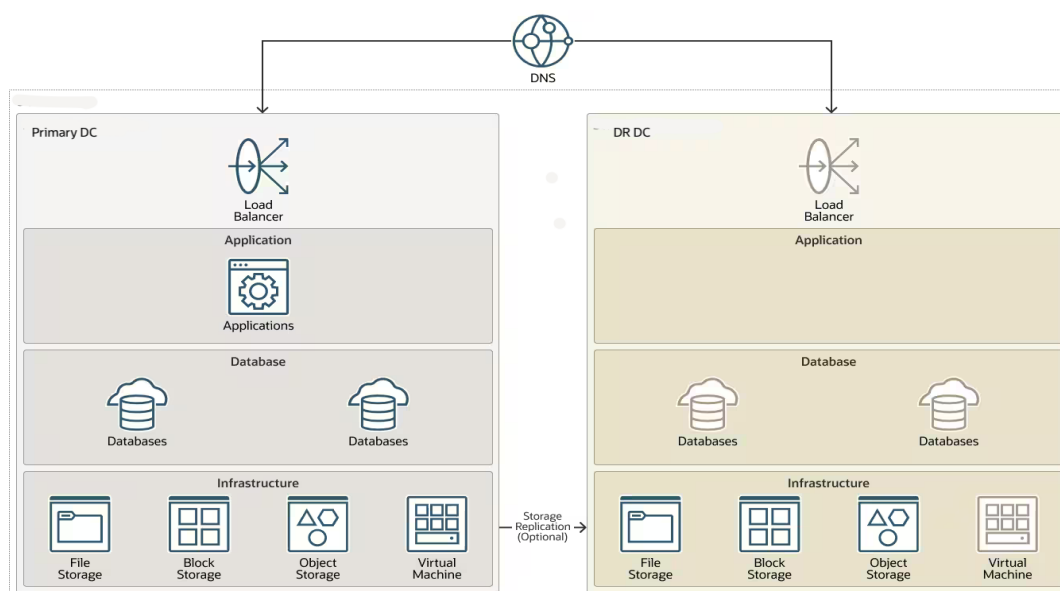 DNS
Primary DC
DR DC
Load
Balancer
Load
Balancer
Application
Application
Applications
Database
Database
Databases
Databases
Databases
Databases
Infrastructure
Infrastructure
File
Storage
Block
Storage
Object
Storage
Virtual
Machine
Storage
Replication
(Optional)
File
Storage
Block
Storage
Object
Storage
Virtual
Machine